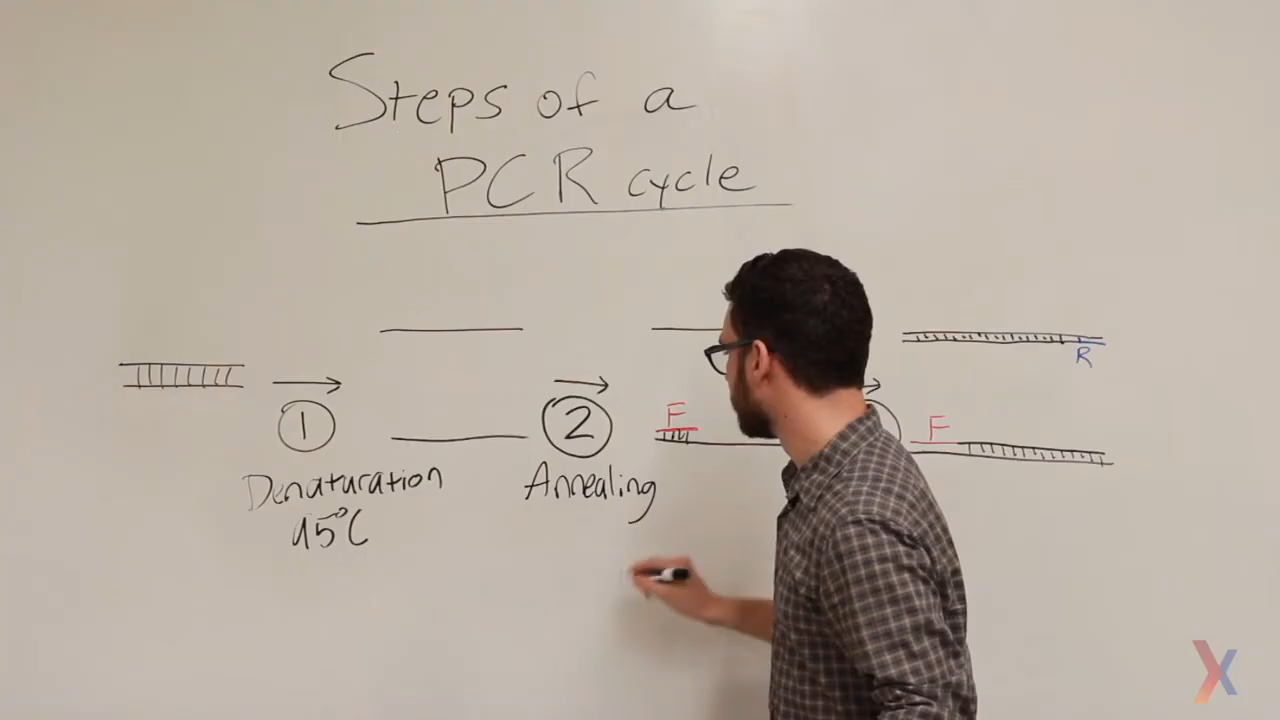 Steps of a
PCR cycle
R
F
F
1
2
Denaturation
Annealing
95°C
X